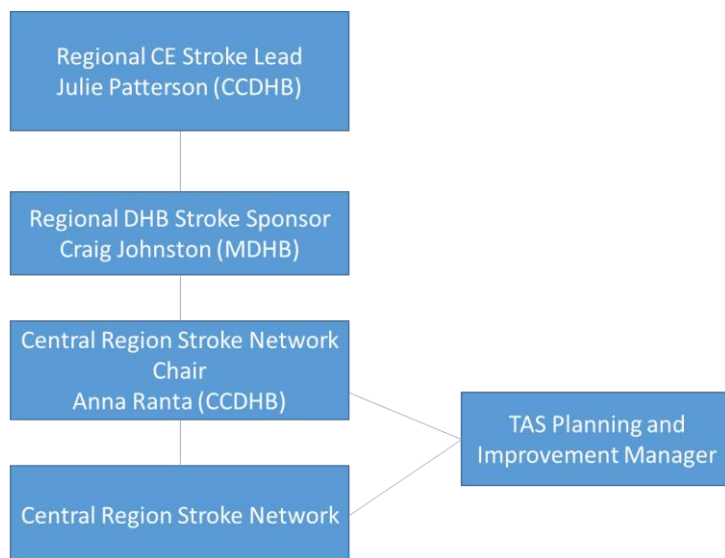 Regional CE Stroke Lead
Julie Patterson (CCDHB)
Regional DHB Stroke Sponsor
Craig Johnston (MDHB)
Central Region Stroke Network
Chair
Anna Ranta (CCDHB)
TAS Planning and
Improvement Manager
Central Region Stroke Network